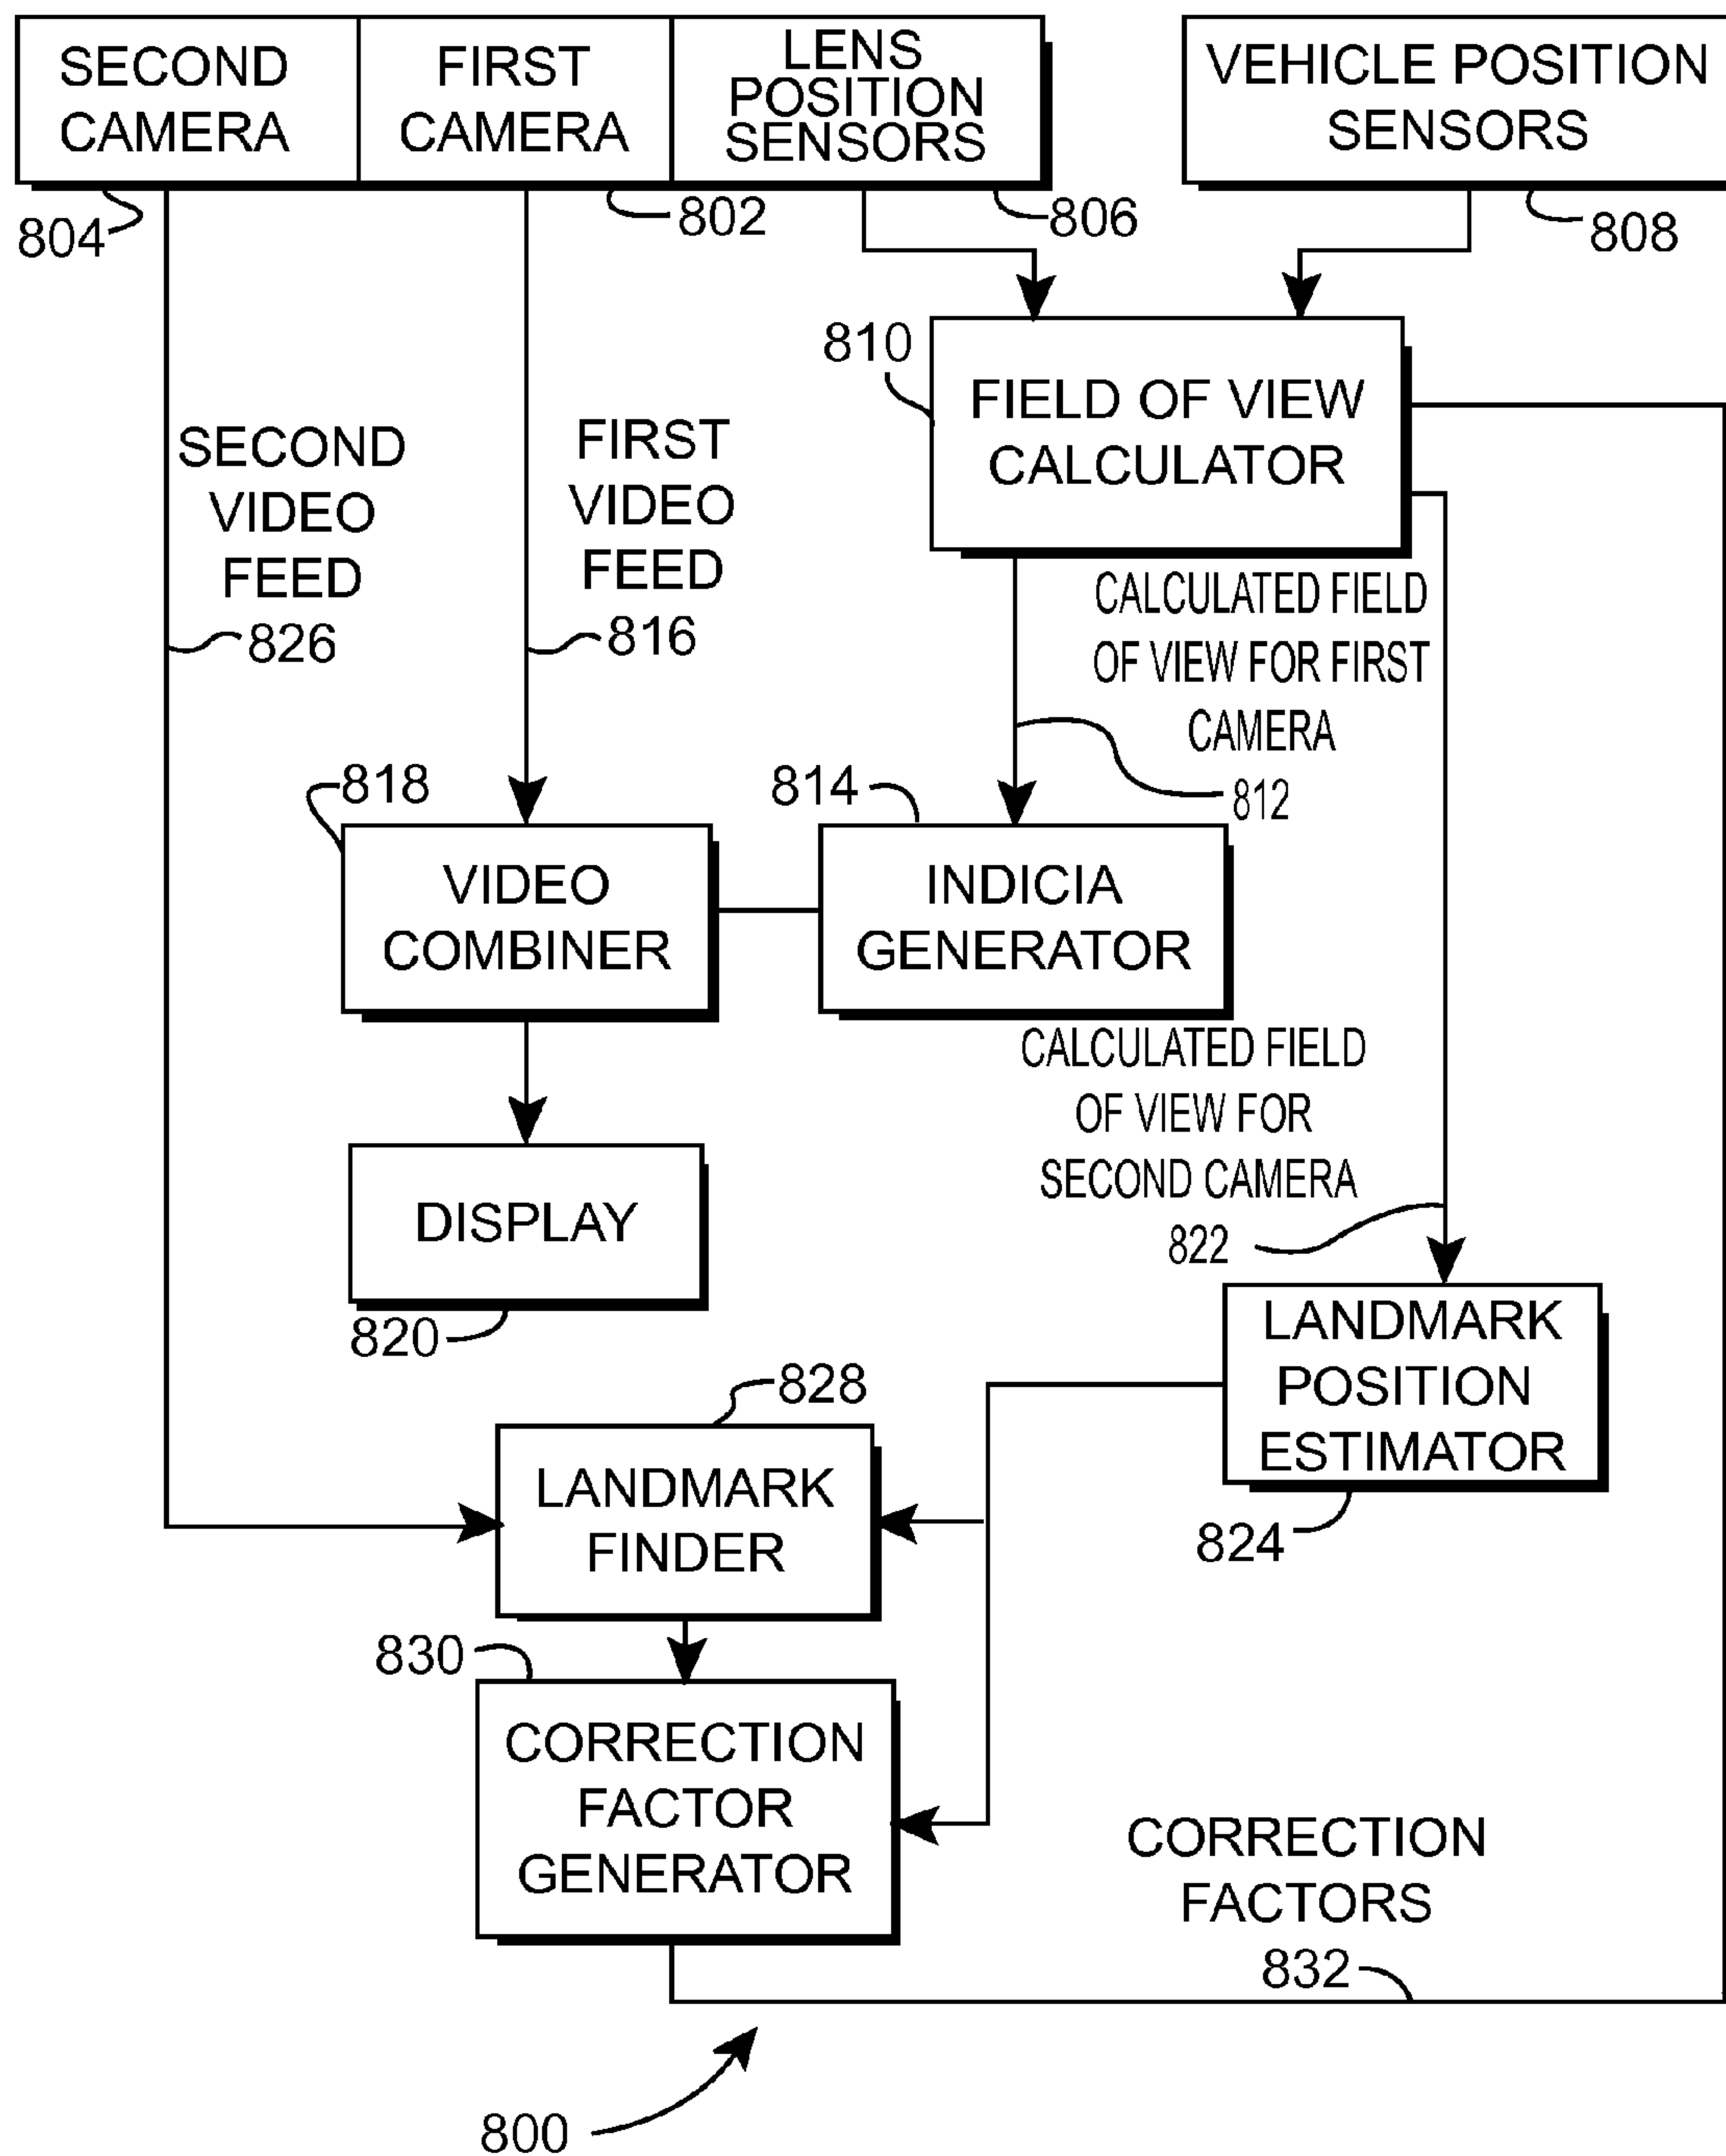 SECOND
CAMERA
FIRST
CAMERA
LENS
POSITION
SENSORS
VEHICLE POSITION
SENSORS
804
802
806
808
810
FIELD OF VIEW
CALCULATOR
SECOND
VIDEO
FEED
826
FIRST
VIDEO
FEED
816
CALCULATED FIELD
OF VIEW FOR FIRST
CAMERA
812
818
814
VIDEO
COMBINER
INDICIA
GENERATOR
CALCULATED FIELD
OF VIEW FOR
SECOND CAMERA
822
DISPLAY
820
LANDMARK
POSITION
ESTIMATOR
824
828
LANDMARK
FINDER
830
CORRECTION
FACTOR
GENERATOR
CORRECTION
FACTORS
832
800